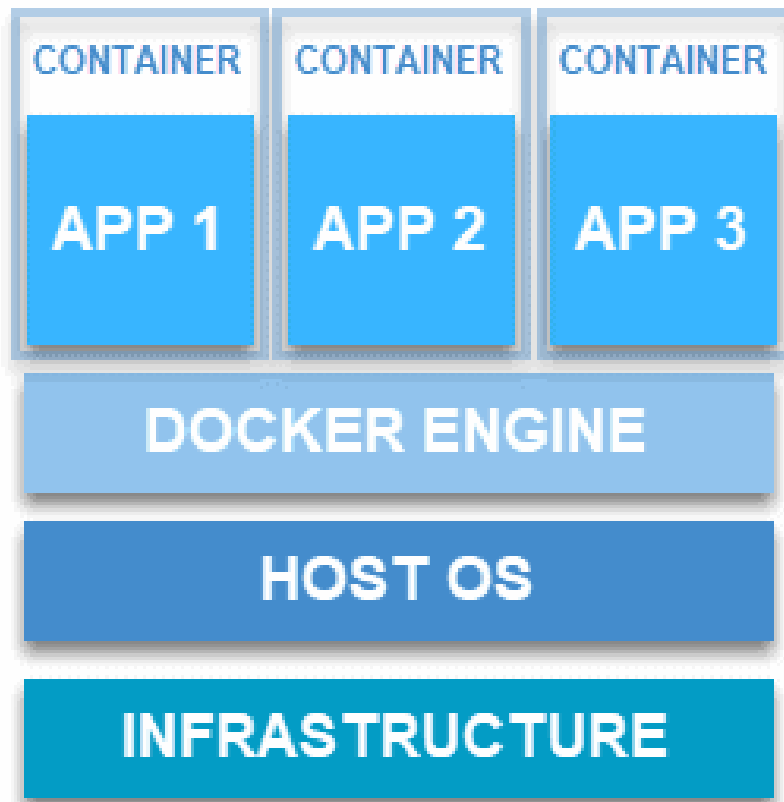 CONTAINER CONTAINER CONTAINER
APP 1 APP 2 APP 3
DOCKER ENGINE
HOST OS
INFRASTRUCTURE